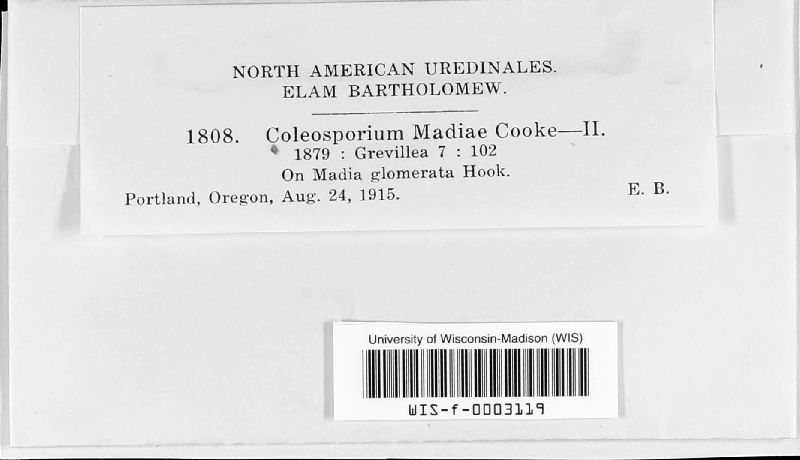 NORTH AMERICAN UREDINALES.
ELAM BARTHOLOMEW.
1808. Coleosporium Madiae Cooke—II.
1879 : Grevillea 7 : 102
On Madia glomerata Hook.
Portland, Oregon, Aug. 24, 1915. E. B.
University of Wisconsin-Madison (WIS)
WIS-f-0003119